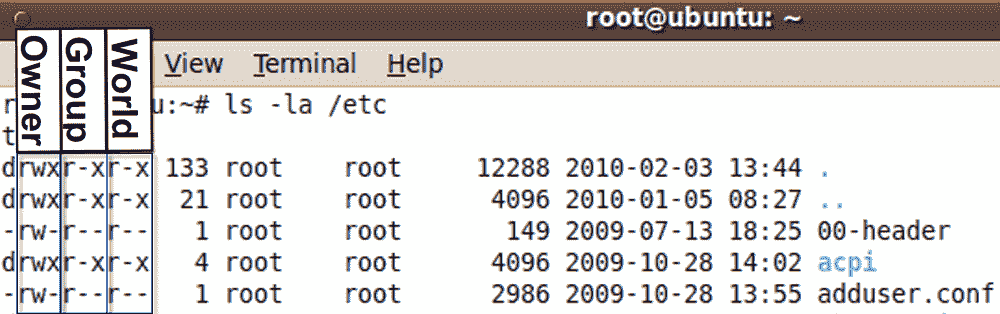 root@ubuntu: ~
Owner Group World
View Terminal Help
u:~# ls -la /etc
drwxr-xr-x 133 root root 12288 2010-02-03 13:44 .
drwxr-xr-x 21 root root 4096 2010-01-05 08:27 ..
-rw-r--r-- 1 root root 149 2009-07-13 18:25 00-header
drwxr-xr-x 4 root root 4096 2009-10-28 14:02 acpi
-rw-r--r-- 1 root root 2986 2009-10-28 13:55 adduser.conf